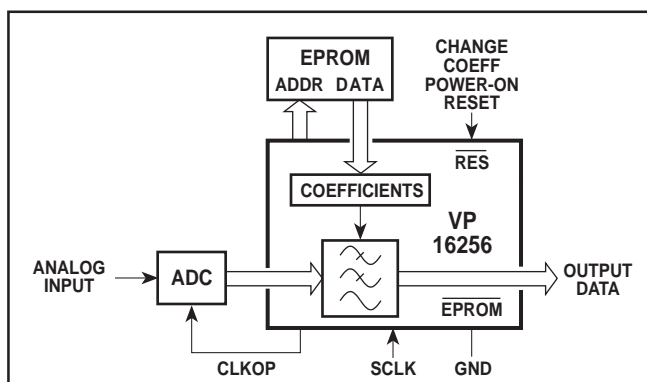 EPROM
ADDR DATA
CHANGE
COEFF
POWER-ON
RESET
RES
COEFFICIENTS
VP
16256
ANALOG
INPUT
ADC
OUTPUT
DATA
EPROM
CLKOP
SCLK
GND